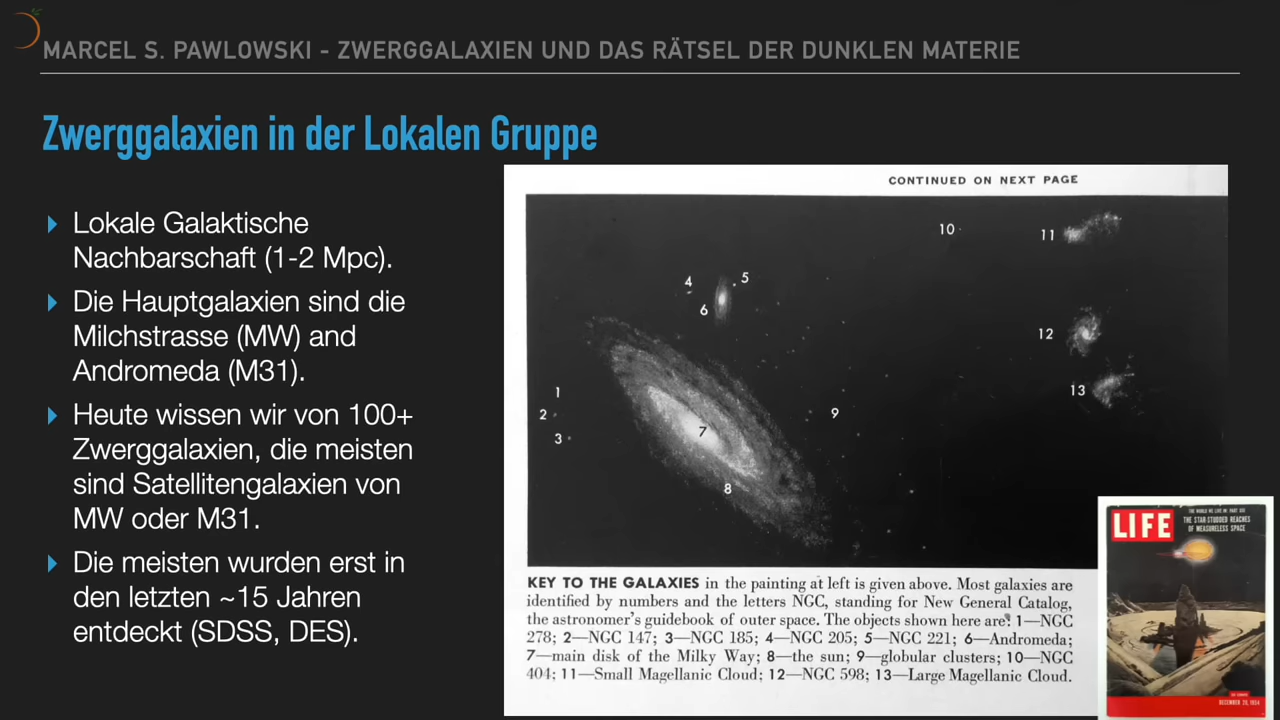 MARCEL S. PAWLOWSKI - ZWERGGALAXIEN UND DAS RÄTSEL DER DUNKLEN MATERIE
Zwerggalaxien in der Lokalen Gruppe
Lokale Galaktische
Nachbarschaft (1-2 Mpc).
Die Hauptgalaxien sind die
Milchstrasse (MW) and
Andromeda (M31).
Heute wissen wir von 100+
Zwerggalaxien, die meisten
sind Satellitengalaxien von
MW oder M31.
Die meisten wurden erst in
den letzten ~15 Jahren
entdeckt (SDSS, DES).
CONTINUED ON NEXT PAGE
10
11
4
5
6
12
13
1
2
3
9
7
8
KEY TO THE GALAXIES in the painting at left is given above. Most galaxies are
identified by numbers and the letters NGC, standing for New General Catalog,
the astronomer's guidebook of outer space. The objects shown here are: 1—NGC
278; 2—NGC 147; 3—NGC 185; 4—NGC 205; 5—NGC 221; 6—Andromeda;
7—main disk of the Milky Way; 8—the sun; 9—globular clusters; 10—NGC
404; 11—Small Magellanic Cloud; 12—NGC 598; 13—Large Magellanic Cloud.
LIFE
THE WORLD WE LIVE IN: PART XIII
THE STAR-STUDDED REACHES
OF MEASURELESS SPACE
DECEMBER 20, 1954